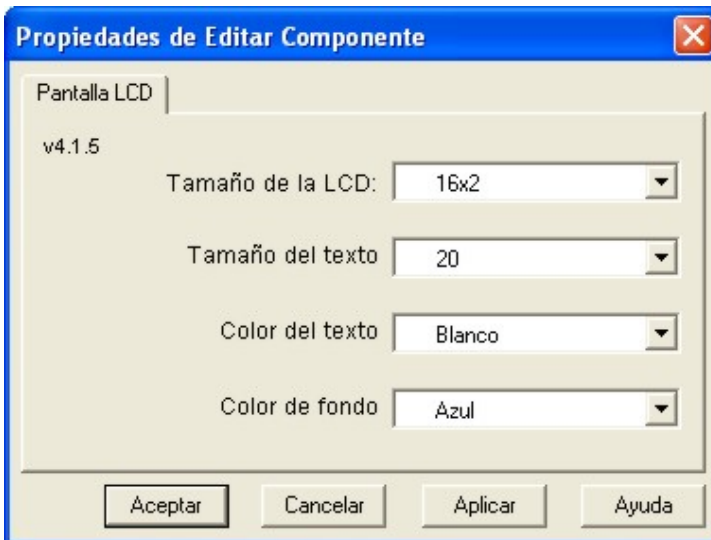 Propiedades de Editar Componente
Pantalla LCD
v4.1.5
Tamaño de la LCD: 16x2
Tamaño del texto 20
Color del texto Blanco
Color de fondo Azul
Aceptar Cancelar Aplicar Ayuda